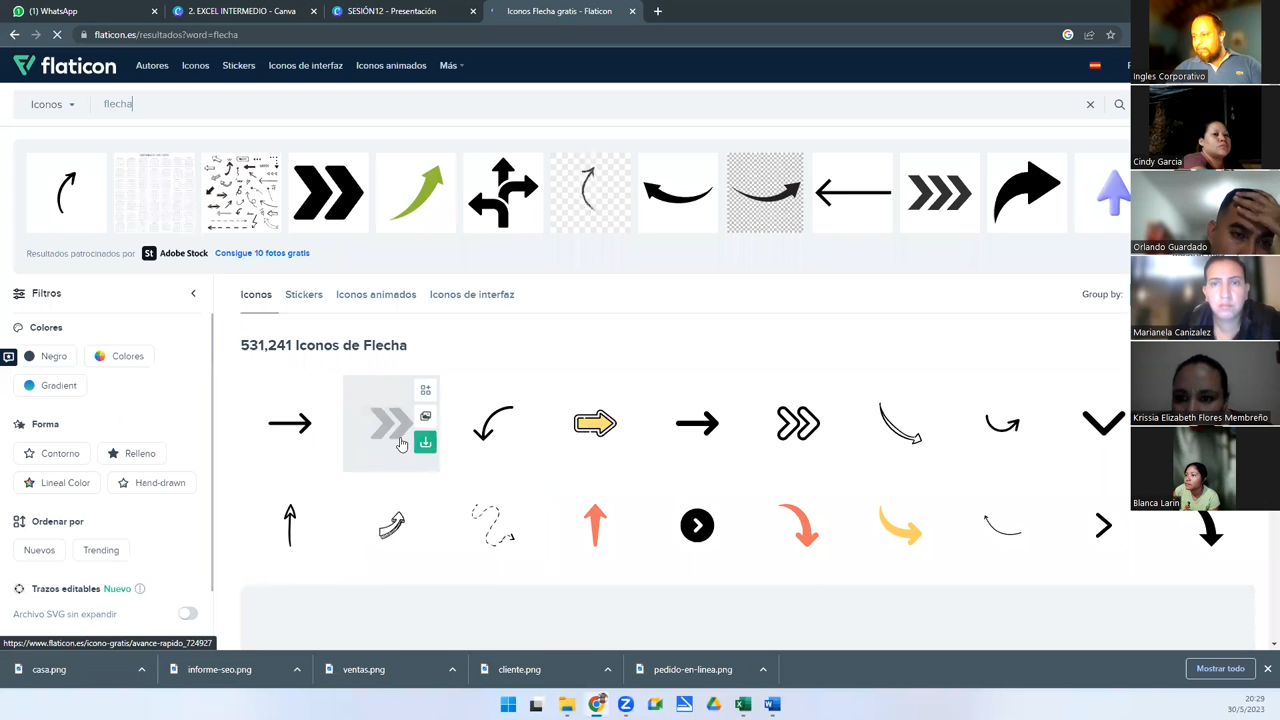 (1) WhatsApp
2. EXCEL INTERMEDIO - Canva
SESIÓN12 - Presentación
Iconos Flecha gratis - Flaticon
flaticon.es/resultados?word=flecha
flaticon
Autores
Iconos
Stickers
Iconos de interfaz
Iconos animados
Más
Iconos
flecha
Resultados patrocinados por
St
Adobe Stock
Consigue 10 fotos gratis
Filtros
Iconos
Stickers
Iconos animados
Iconos de interfaz
Group by:
Colores
531,241 Iconos de Flecha
Negro
Colores
Gradient
Forma
Contorno
Relleno
Lineal Color
Hand-drawn
Ordenar por
Nuevos
Trending
Trazos editables Nuevo
Archivo SVG sin expandir
https://www.flaticon.es/icono-gratis/avance-rapido_724927
casa.png
informe-seo.png
ventas.png
cliente.png
pedido-en-linea.png
Mostrar todo
20:29
30/5/2023
Ingles Corporativo
Cindy Garcia
Orlando Guardado
Marianela Canizalez
Krissia Elizabeth Flores Membreño
Blanca Larin